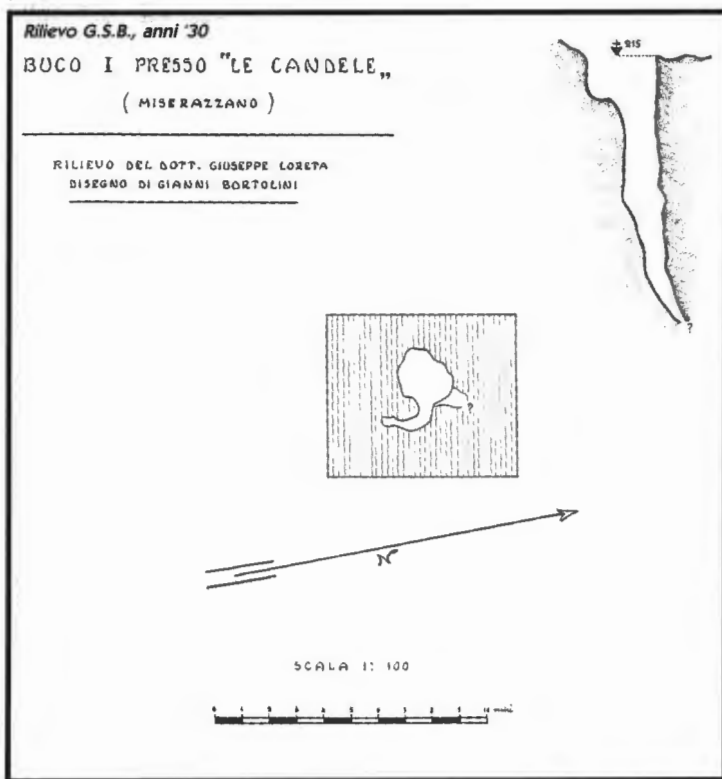 Rilievo G.S.B., anni '30
BUCO I PRESSO "LE CANDELE„
( MISERAZZANO )
RILIEVO DEL DOTT. GIUSEPPE LORETA
DISEGNO DI GIANNI BORTOLINI
215
?
?
N
SCALA 1: 100